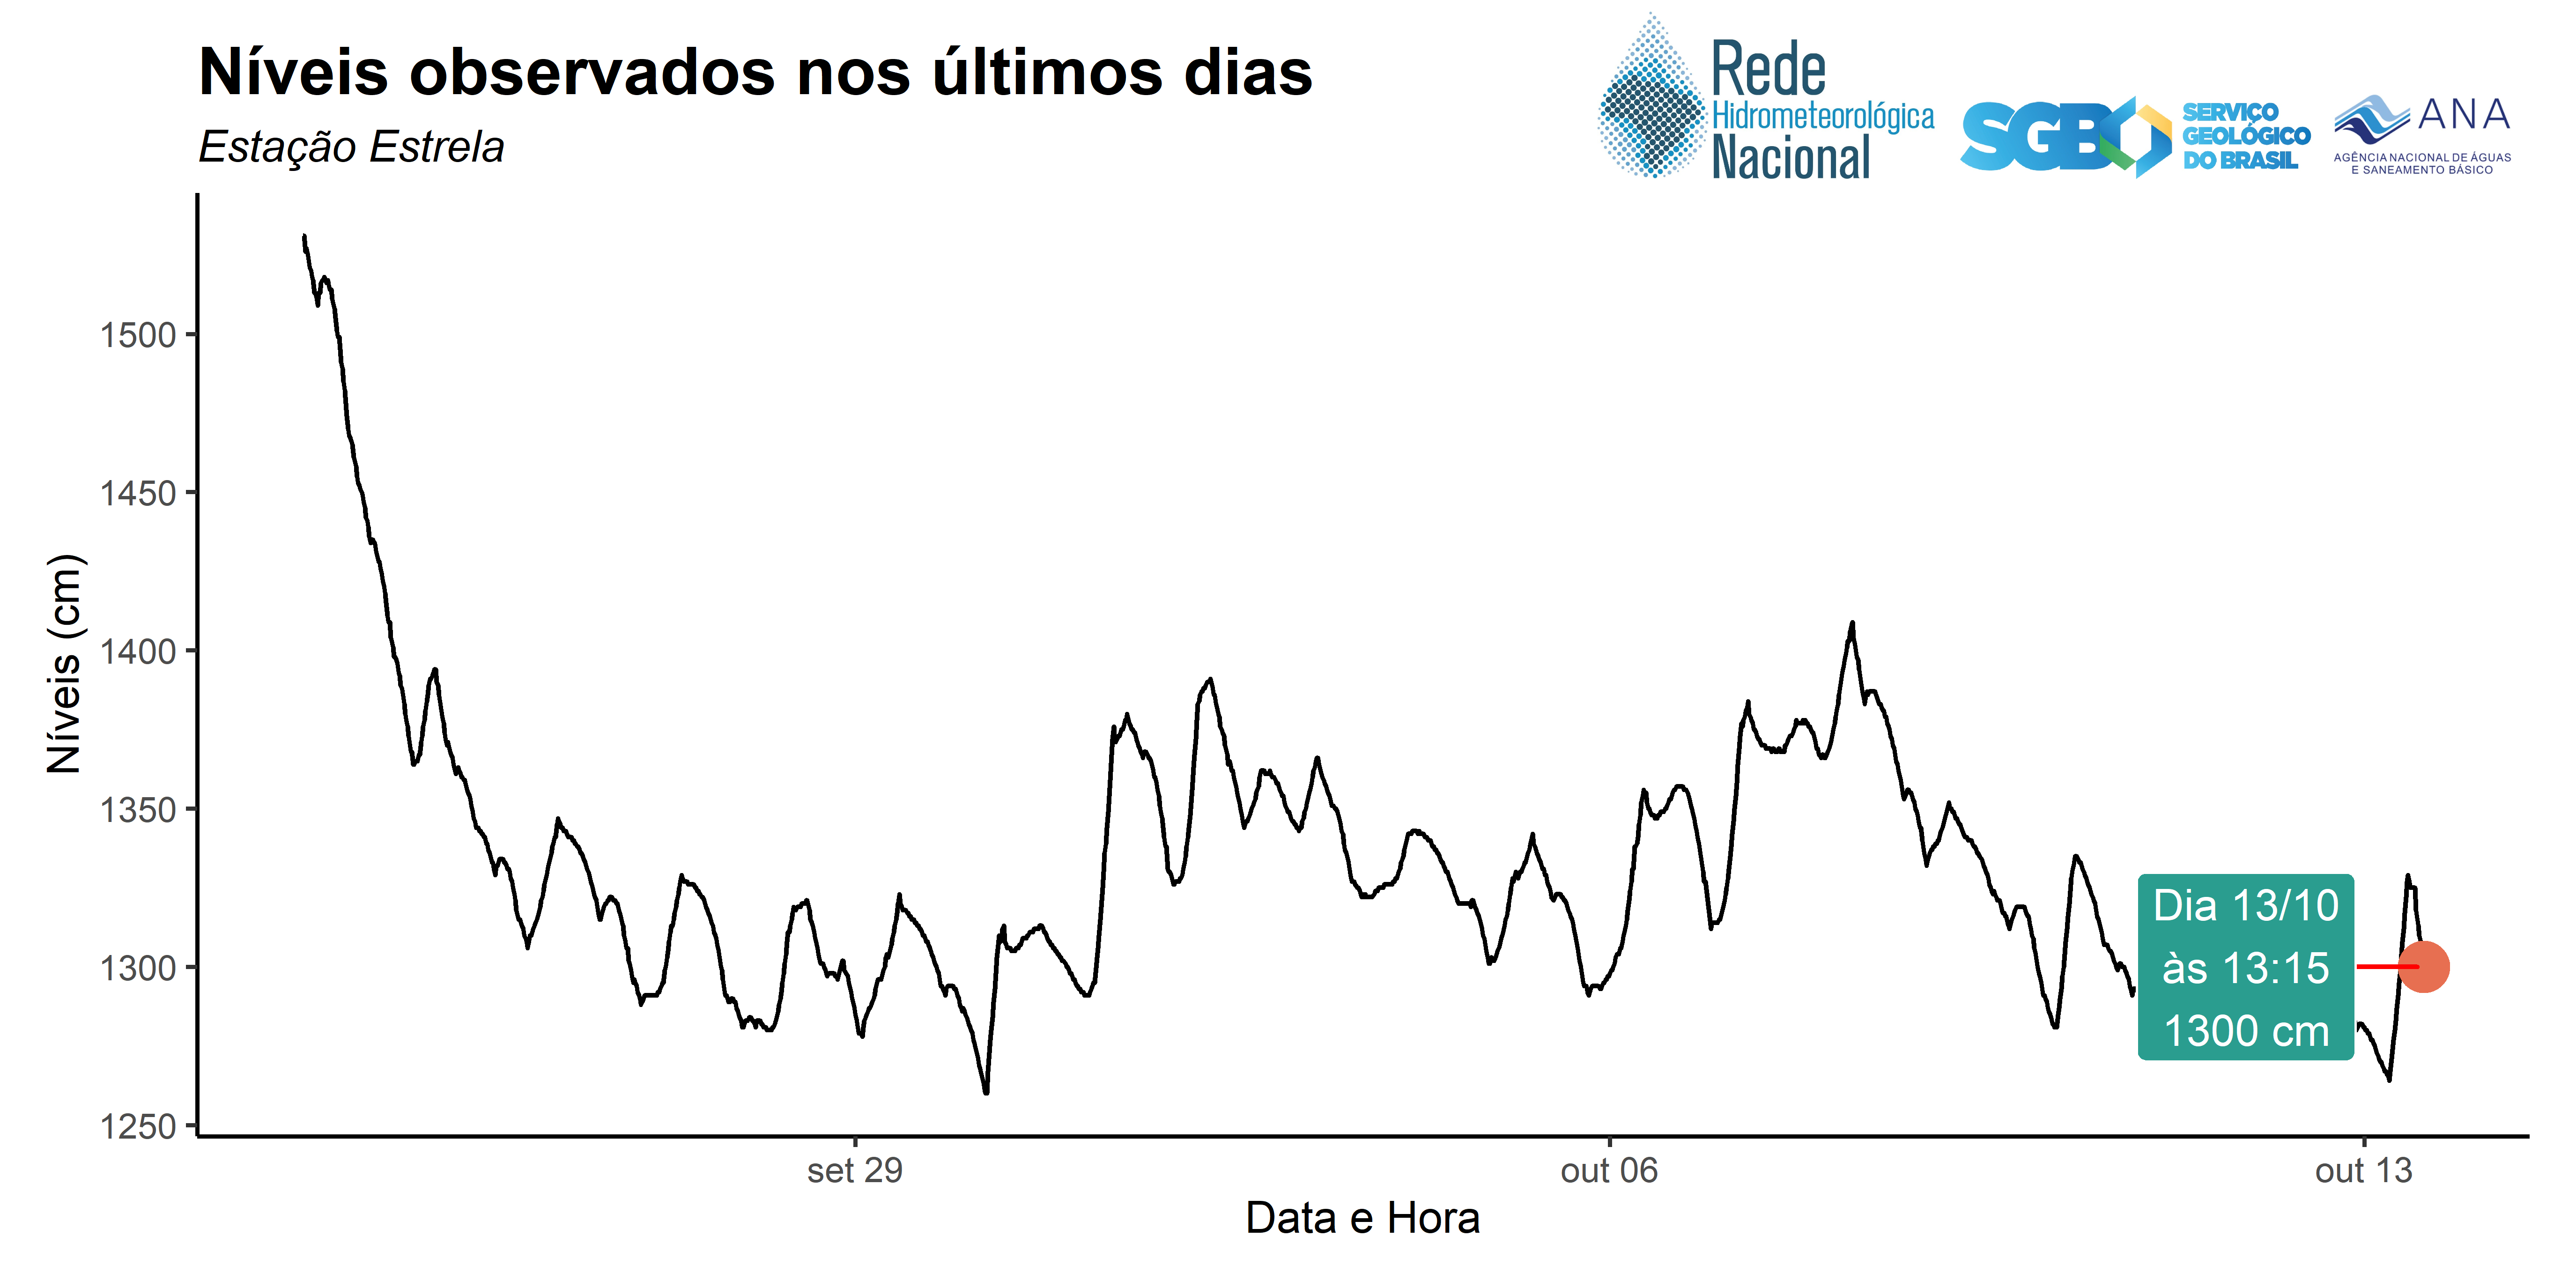 Níveis observados nos últimos dias
Estação Estrela
Rede
Hidrometeorológica
Nacional
SGB
SERVIÇO
GEOLÓGICO
DO BRASIL
ANA
AGÊNCIA NACIONAL DE ÁGUAS
E SANEAMENTO BÁSICO
Níveis (cm)
1500
1450
1400
1350
1300
1250
Dia 13/10
às 13:15
1300 cm
set 29
out 06
out 13
Data e Hora